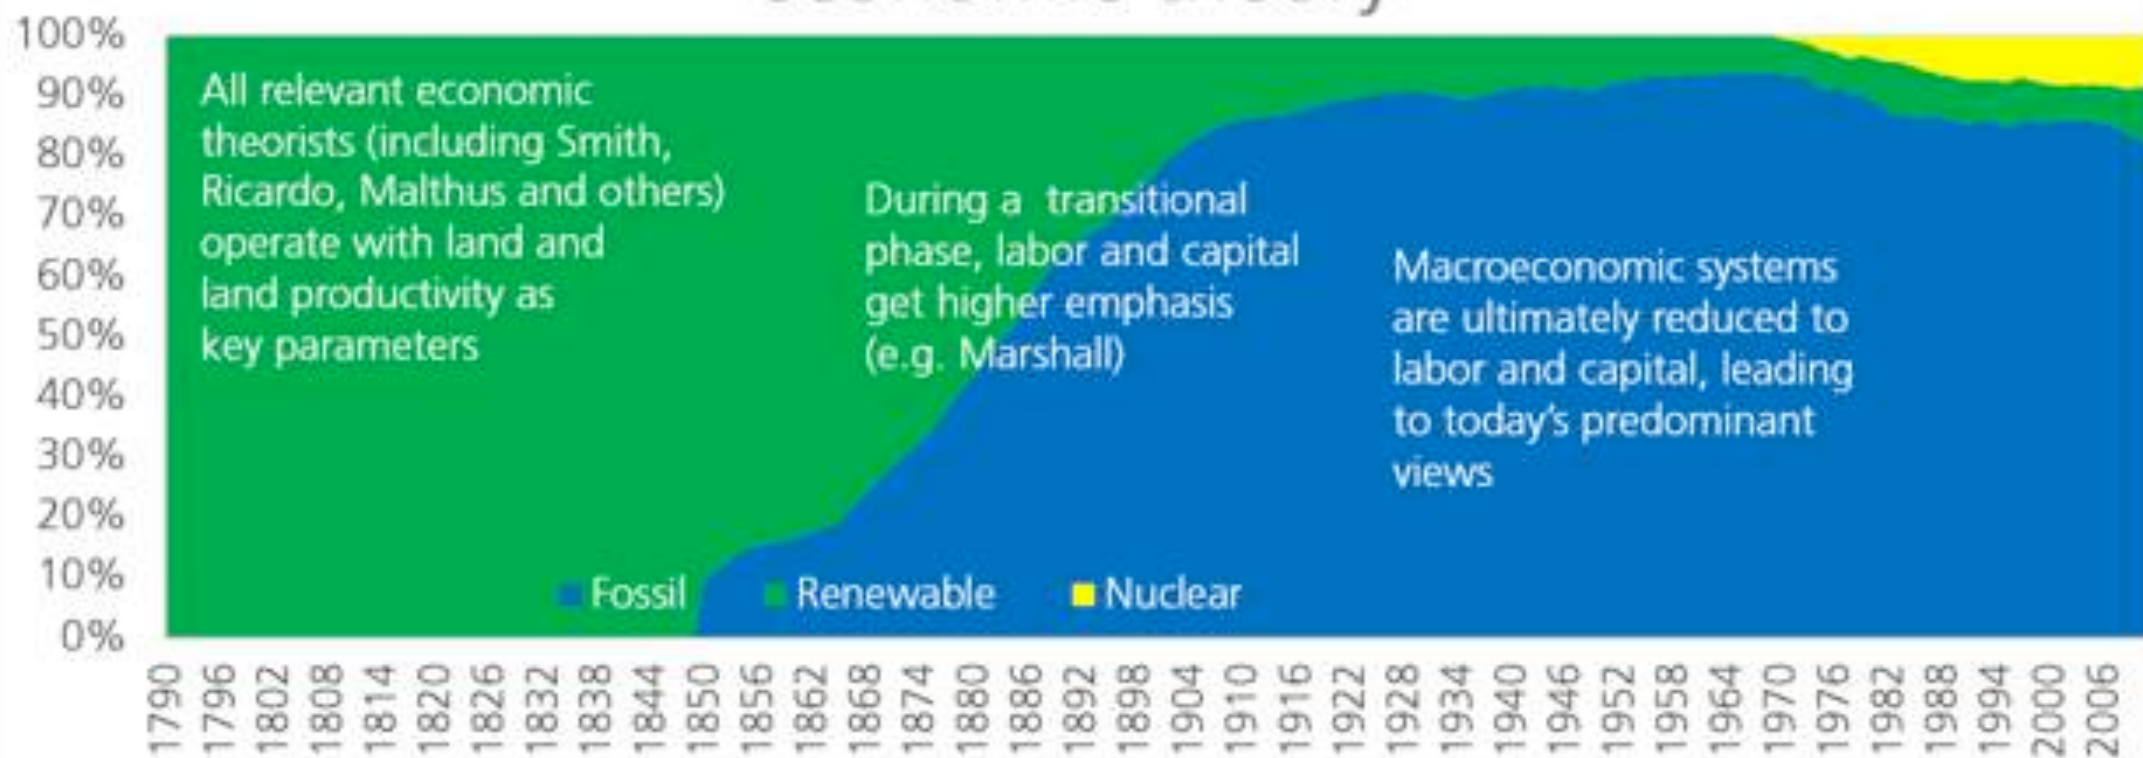 100%
90%
80%
70%
60%
50%
40%
30%
20%
10%
0%
All relevant economic
theorists (including Smith,
Ricardo, Malthus and others)
operate with land and
land productivity as
key parameters
During a transitional
phase, labor and capital
get higher emphasis
(e.g. Marshall)
Macroeconomic systems
are ultimately reduced to
labor and capital, leading
to today's predominant
views
Fossil Renewable Nuclear
1790 1796 1802 1808 1814 1820 1826 1832 1838 1844 1850 1856 1862 1868 1874 1880 1886 1892 1898 1904 1910 1916 1922 1928 1934 1940 1946 1952 1958 1964 1970 1976 1982 1988 1994 2000 2006